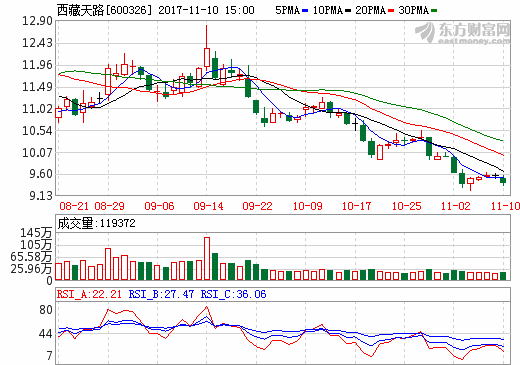 西藏天路[600326] 2017-11-10 15:00 5PMA 10PMA 20PMA 30PMA
东方财富网
eastmoney.com
12.90
12.43
11.96
11.49
11.02
10.54
10.07
9.60
9.13
08-21 08-29 09-06 09-14 09-22 10-09 10-17 10-25 11-02 11-10
成交量:119372
145万
105万
65.58万
25.96万
0万
RSI_A:22.21 RSI_B:27.47 RSI_C:36.06
80
44
7